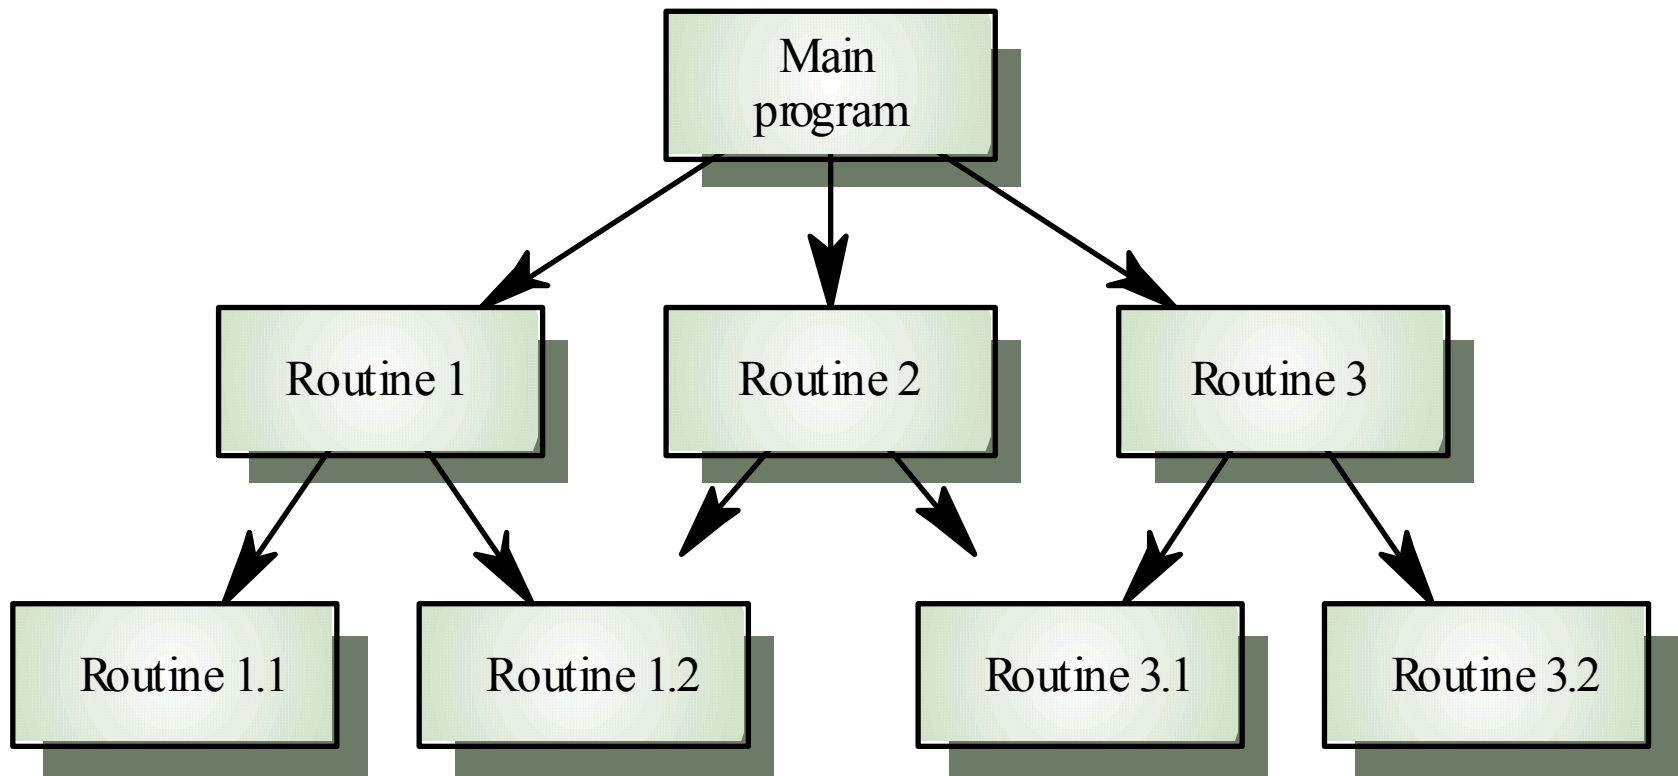 Main
program
Routine 1
Routine 2
Routine 3
Routine 1.1
Routine 1.2
Routine 3.1
Routine 3.2